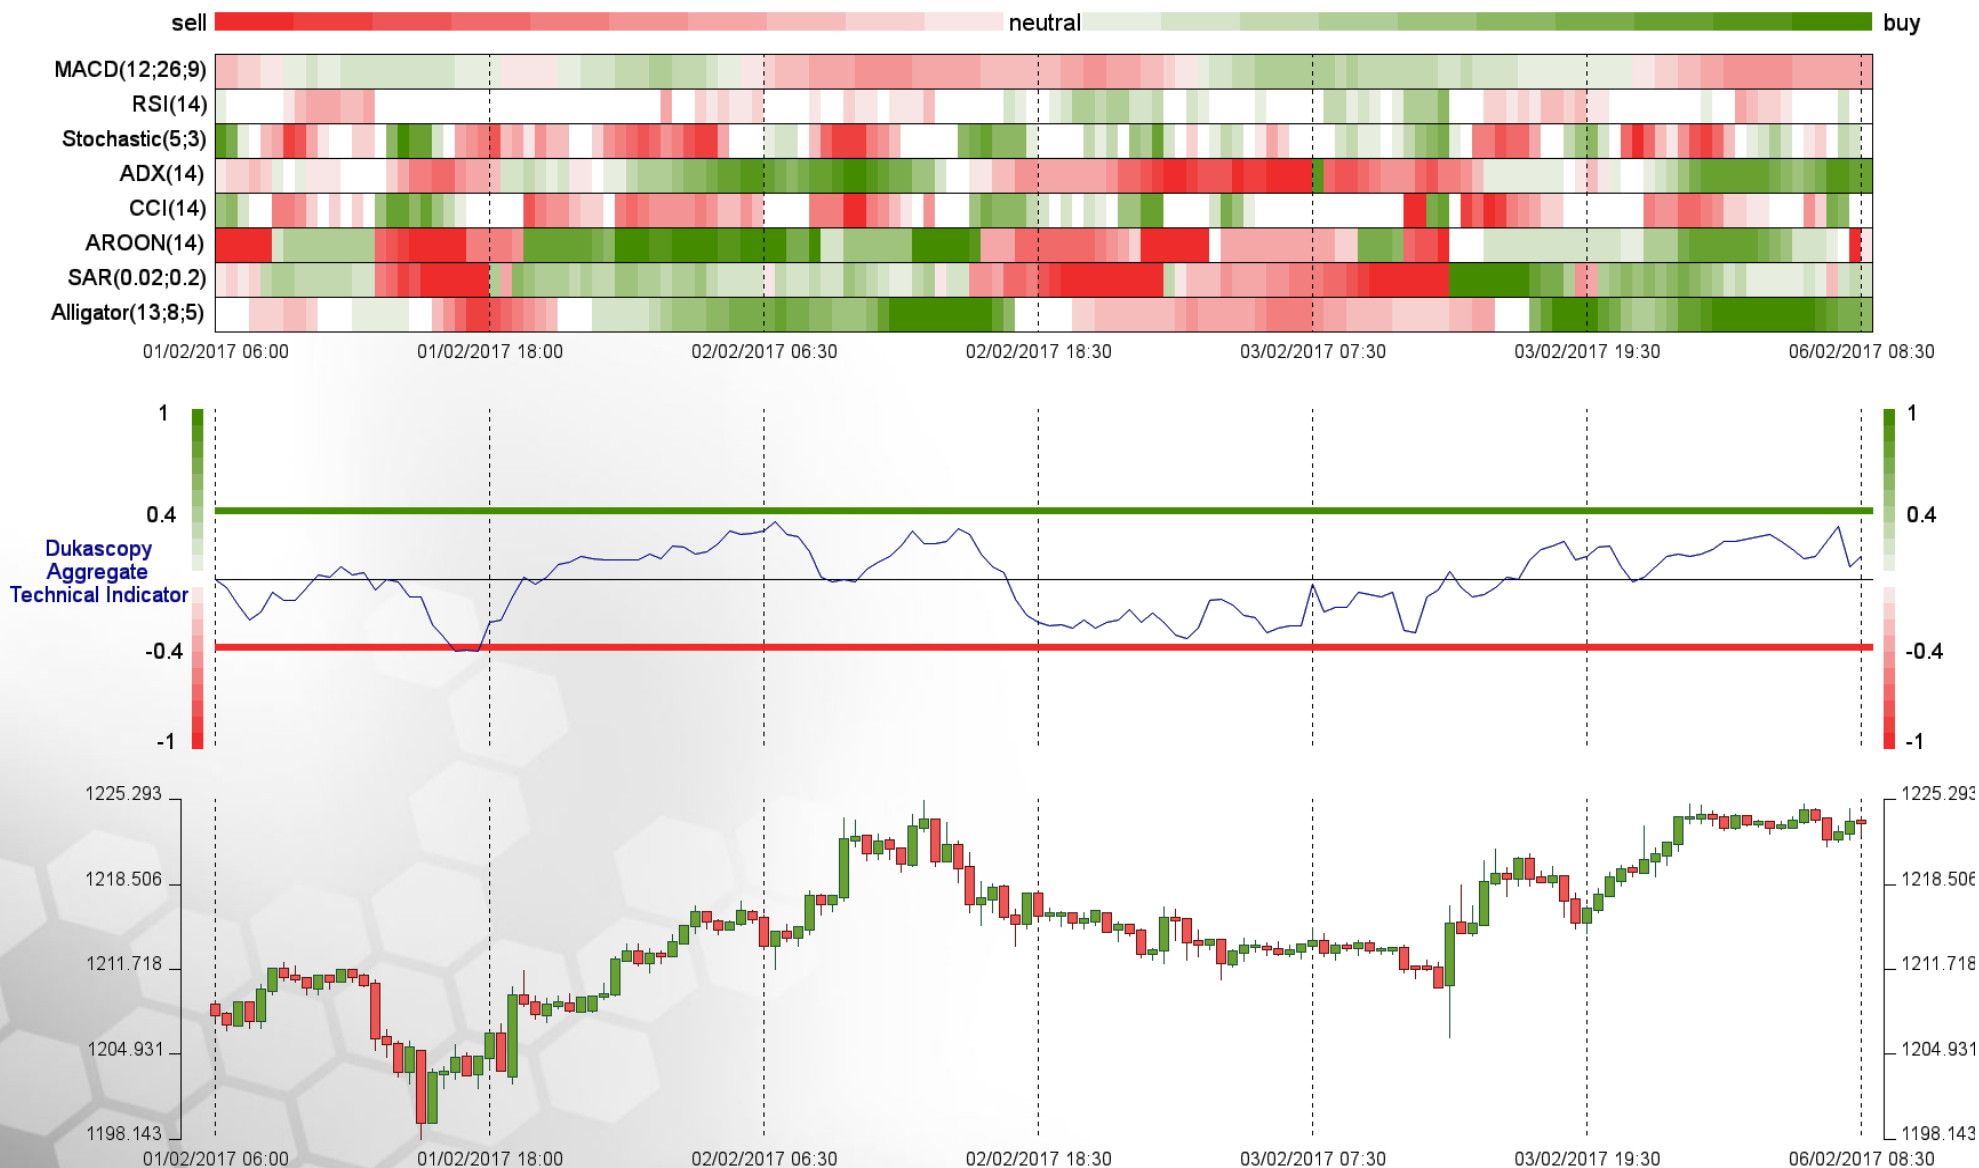 sell neutral buy
MACD(12;26;9)
RSI(14)
Stochastic(5;3)
ADX(14)
CCI(14)
AROON(14)
SAR(0.02;0.2)
Alligator(13;8;5)
01/02/2017 06:00 01/02/2017 18:00 02/02/2017 06:30 02/02/2017 18:30 03/02/2017 07:30 03/02/2017 19:30 06/02/2017 08:30
1 1
0.4 0.4
Dukascopy
Aggregate
Technical Indicator
-0.4 -0.4
-1 -1
1225.293 1225.293
1218.506 1218.506
1211.718 1211.718
1204.931 1204.931
1198.143 1198.143
01/02/2017 06:00 01/02/2017 18:00 02/02/2017 06:30 02/02/2017 18:30 03/02/2017 07:30 03/02/2017 19:30 06/02/2017 08:30